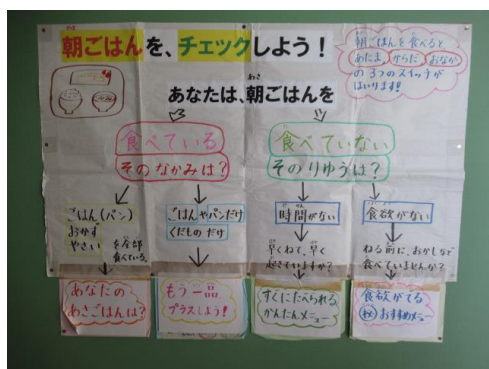 朝ごはんを、チェックしよう！
朝ごはんを食べると
あたま、からだ、おなか
の3つのスイッチが
はいります!!
あさ
あなたは、朝ごはんを
食べている
そのなかみは？
食べていない
そのりゆうは？
ごはん(パン)
おかず
やさい
を全部
食べている。
ごはんやパンだけ
くだものだけ
時間がない
早くねて、早く
起きていますか？
食欲がない
ねる前に、おかしなど
食べていませんか？
あなたの
あさごはんは？
もう一品
プラスしよう！
すぐにたべられる
かんたんメニュー
食欲がでる
秘おすすめメニュー